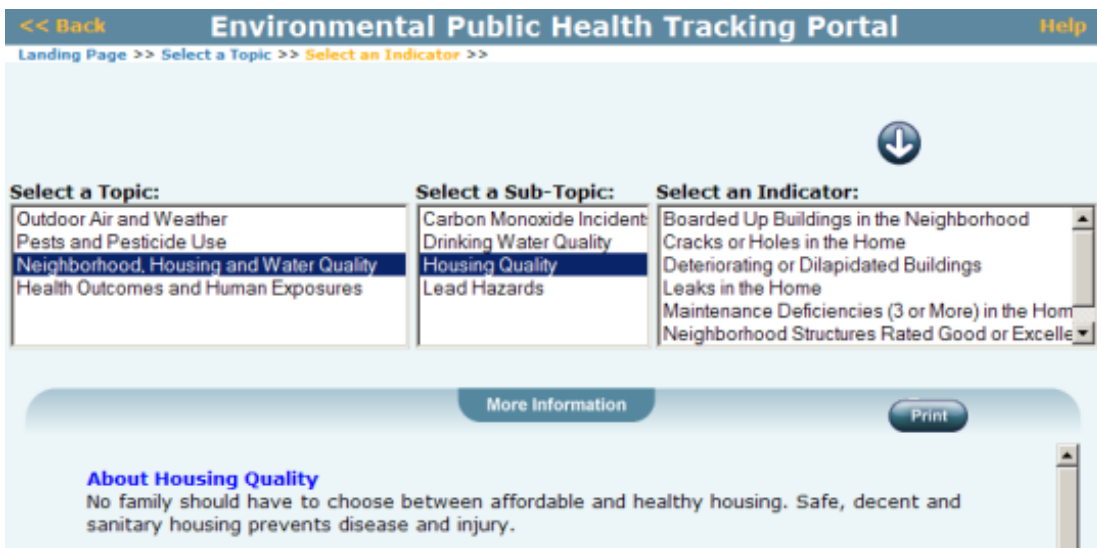 << Back Environmental Public Health Tracking Portal Help
Landing Page >> Select a Topic >> Select an Indicator >>
Select a Topic:
Outdoor Air and Weather
Pests and Pesticide Use
Neighborhood, Housing and Water Quality
Health Outcomes and Human Exposures
Select a Sub-Topic:
Carbon Monoxide Incident
Drinking Water Quality
Housing Quality
Lead Hazards
Select an Indicator:
Boarded Up Buildings in the Neighborhood
Cracks or Holes in the Home
Deteriorating or Dilapidated Buildings
Leaks in the Home
Maintenance Deficiencies (3 or More) in the Hom
Neighborhood Structures Rated Good or Excelle
More Information
Print
About Housing Quality
No family should have to choose between affordable and healthy housing. Safe, decent and
sanitary housing prevents disease and injury.